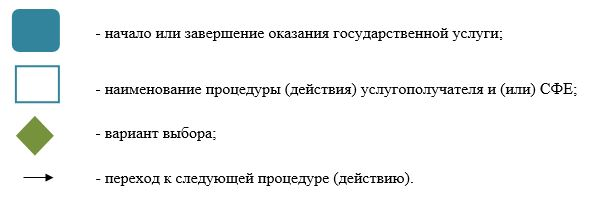 - начало или завершение оказания государственной услуги;
- наименование процедуры (действия) услугополучателя и (или) СФЕ;
- вариант выбора;
- переход к следующей процедуре (действию).